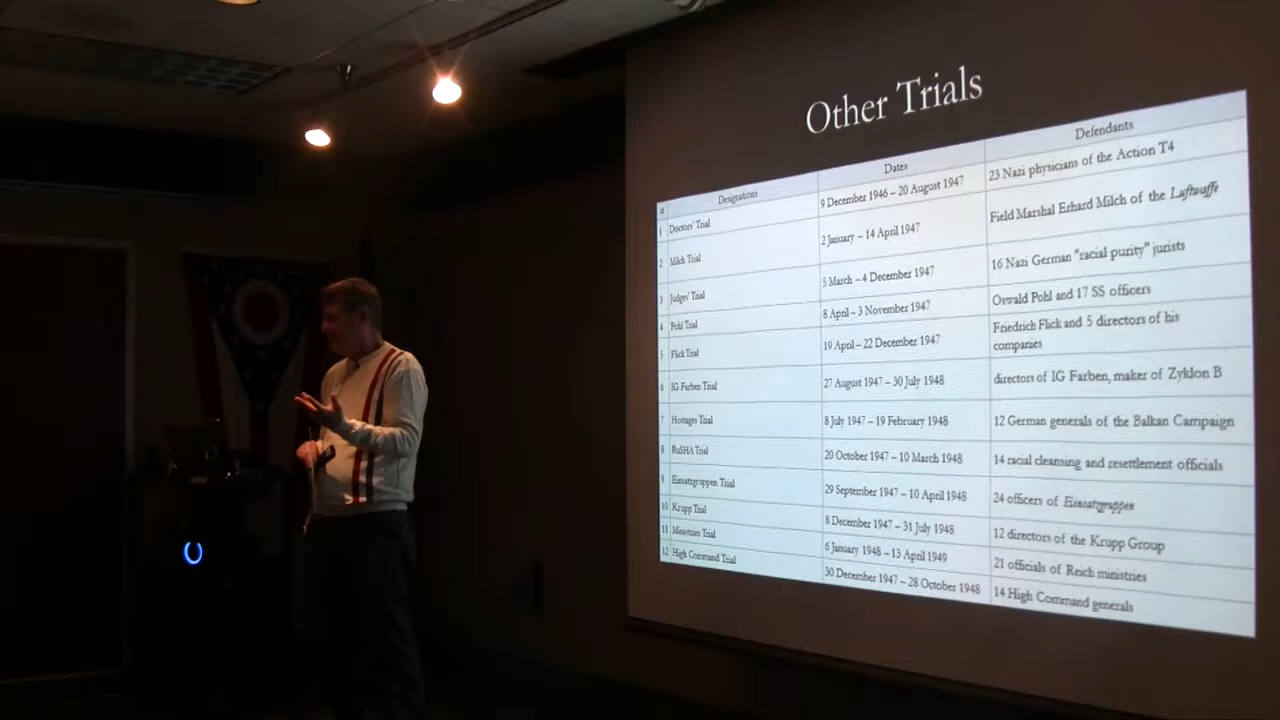 Other Trials
# Designations Dates Defendants
1 Doctors' Trial 9 December 1946 – 20 August 1947 23 Nazi physicians of the Action T4
2 Milch Trial 2 January – 14 April 1947 Field Marshal Erhard Milch of the Luftwaffe
3 Judges' Trial 5 March – 4 December 1947 16 Nazi German "racial purity" jurists
4 Pohl Trial 8 April – 3 November 1947 Oswald Pohl and 17 SS officers
5 Flick Trial 19 April – 22 December 1947 Friedrich Flick and 5 directors of his
companies
6 IG Farben Trial 27 August 1947 – 30 July 1948 directors of IG Farben, maker of Zyklon B
7 Hostages Trial 8 July 1947 – 19 February 1948 12 German generals of the Balkan Campaign
8 RuSHA Trial 20 October 1947 – 10 March 1948 14 racial cleansing and resettlement officials
9 Einsatzgruppen Trial 29 September 1947 – 10 April 1948 24 officers of Einsatzgruppen
10 Krupp Trial 8 December 1947 – 31 July 1948 12 directors of the Krupp Group
11 Ministries Trial 6 January 1948 – 13 April 1949 21 officials of Reich ministries
12 High Command Trial 30 December 1947 – 28 October 1948 14 High Command generals